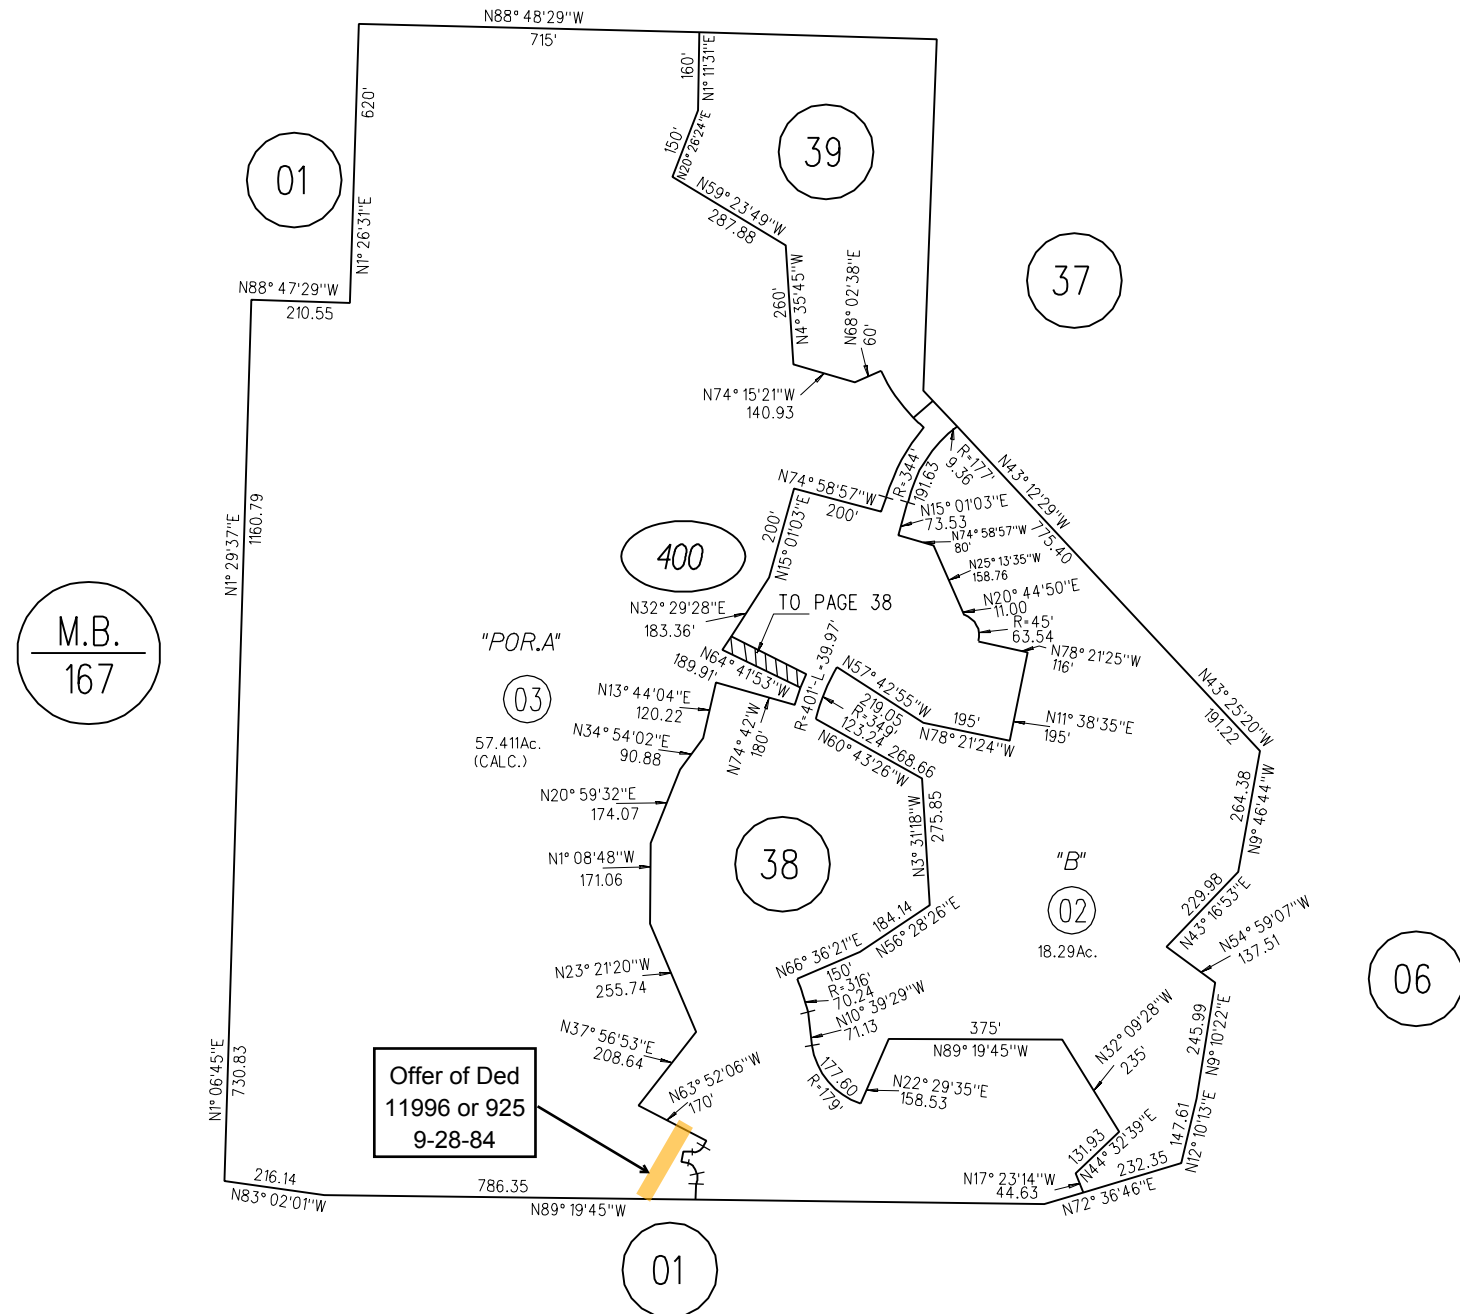 N88° 48'29"W
715'
160'
N1° 11'31"E
620'
N1° 26'31"E
150'
N20° 26'24"E
39
01
N59° 23'49"W
287.88
37
N88° 47'29"W
210.55
260'
N4° 35'45"W
N68° 02'38"E
60'
N74° 15'21"W
140.93
N1° 29'37"E
1160.79
N74° 58'57"W
200'
R=344'
191.63
R=177'
9.36
N43° 12'29"W
775.40
N15° 01'03"E
73.53
N74° 58'57"W
80'
N25° 13'35"W
158.76
N20° 44'50"E
11.00
R=45'
63.54
N78° 21'25"W
116'
200'
N15° 01'03"E
400
N32° 29'28"E
183.36'
TO PAGE 38
M.B.
167
"POR.A"
03
57.411Ac.
(CALC.)
N64° 41'53"W
189.91'
R=401'-L=39.97'
N57° 42'55"W
219.05
R=349'
123.24
195'
N78° 21'24"W
N11° 38'35"E
195'
N43° 25'20"W
191.22
N13° 44'04"E
120.22
N74° 42'W
180'
N34° 54'02"E
90.88
268.66
N60° 43'26"W
N20° 59'32"E
174.07
264.38
N9° 46'44"W
N3° 31'18"W
275.85
N1° 08'48"W
171.06
38
"B"
02
18.29Ac.
229.98
N43° 16'53"E
N54° 59'07"W
137.51
184.14
N56° 28'26"E
N66° 36'21"E
150'
R=316'
70.24
N10° 39'29"W
71.13
N23° 21'20"W
255.74
06
N37° 56'53"E
208.64
375'
N89° 19'45"W
N32° 09'28"W
235'
245.99
N9° 10'22"E
N1° 06'45"E
730.83
Offer of Ded
11996 or 925
9-28-84
N63° 52'06"W
170'
177.60
R=179'
N22° 29'35"E
158.53
131.93
N44° 32'39"E
147.61
N12° 10'13"E
N17° 23'14"W
44.63
232.35
N72° 36'46"E
216.14
N83° 02'01"W
786.35
N89° 19'45"W
01